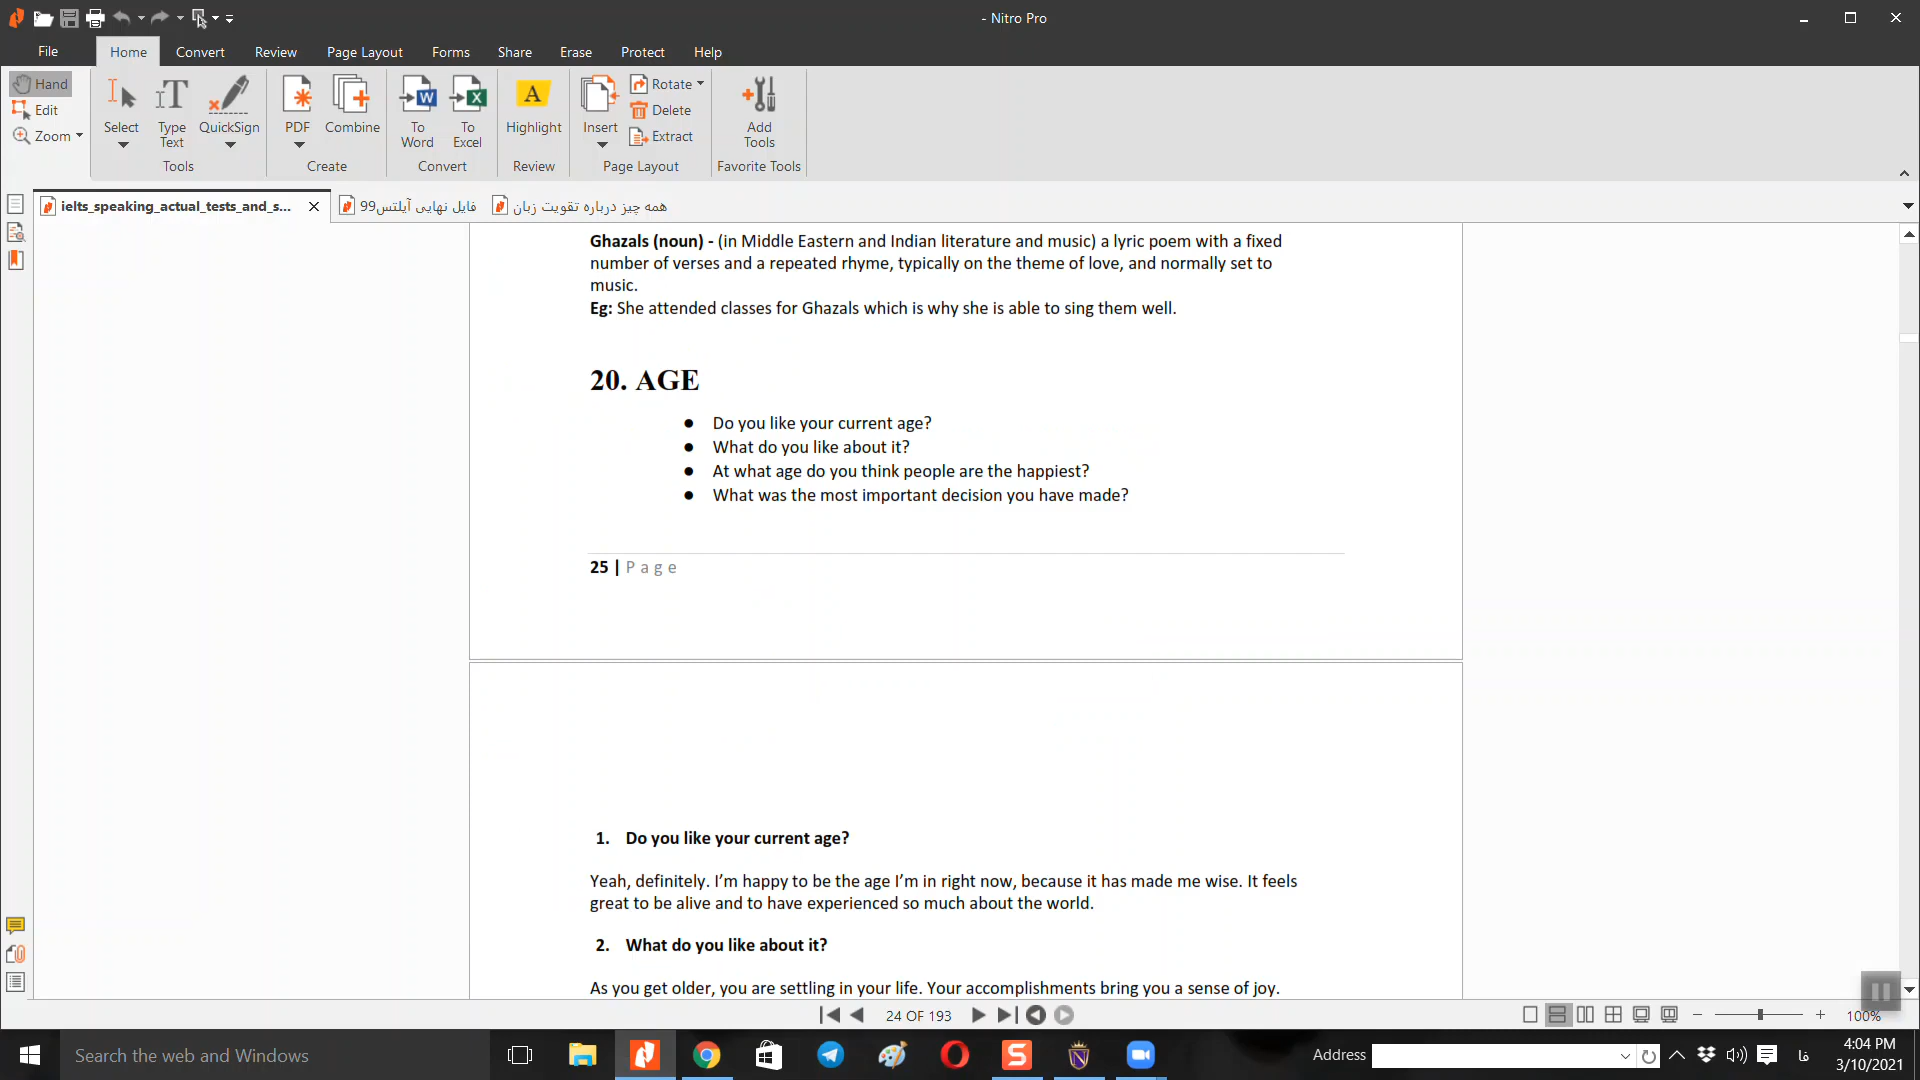 - Nitro Pro
File
Home
Convert
Review
Page Layout
Forms
Share
Erase
Protect
Help
Hand
Edit
Zoom
Select
Type
Text
QuickSign
Tools
PDF
Combine
Create
To
Word
To
Excel
Convert
Highlight
Review
Insert
Rotate
Delete
Extract
Page Layout
Add
Tools
Favorite Tools
ielts_speaking_actual_tests_and_s...
فایل نهایی آیلتس99
همه چیز درباره تقویت زبان
Ghazals (noun) - (in Middle Eastern and Indian literature and music) a lyric poem with a fixed
number of verses and a repeated rhyme, typically on the theme of love, and normally set to
music.
Eg: She attended classes for Ghazals which is why she is able to sing them well.
20. AGE
● Do you like your current age?
● What do you like about it?
● At what age do you think people are the happiest?
● What was the most important decision you have made?
25 | Page
1. Do you like your current age?
Yeah, definitely. I'm happy to be the age I'm in right now, because it has made me wise. It feels
great to be alive and to have experienced so much about the world.
2. What do you like about it?
As you get older, you are settling in your life. Your accomplishments bring you a sense of joy.
24 OF 193
100%
Search the web and Windows
Address
فا
4:04 PM
3/10/2021